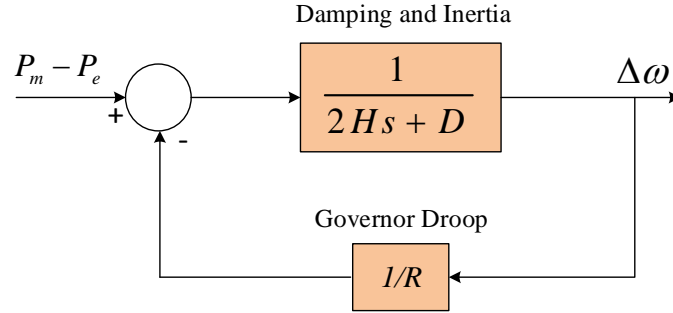 Damping and Inertia
P_m − P_e
+
-
1
2Hs + D
Δω
Governor Droop
1/R